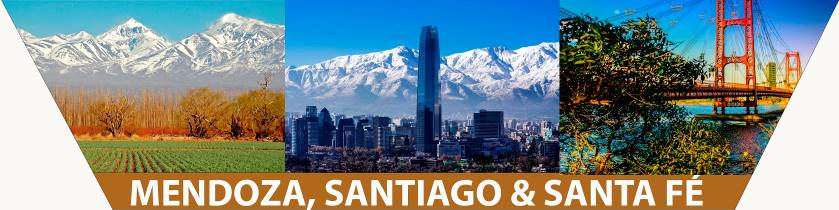 MENDOZA, SANTIAGO & SANTA FÉ